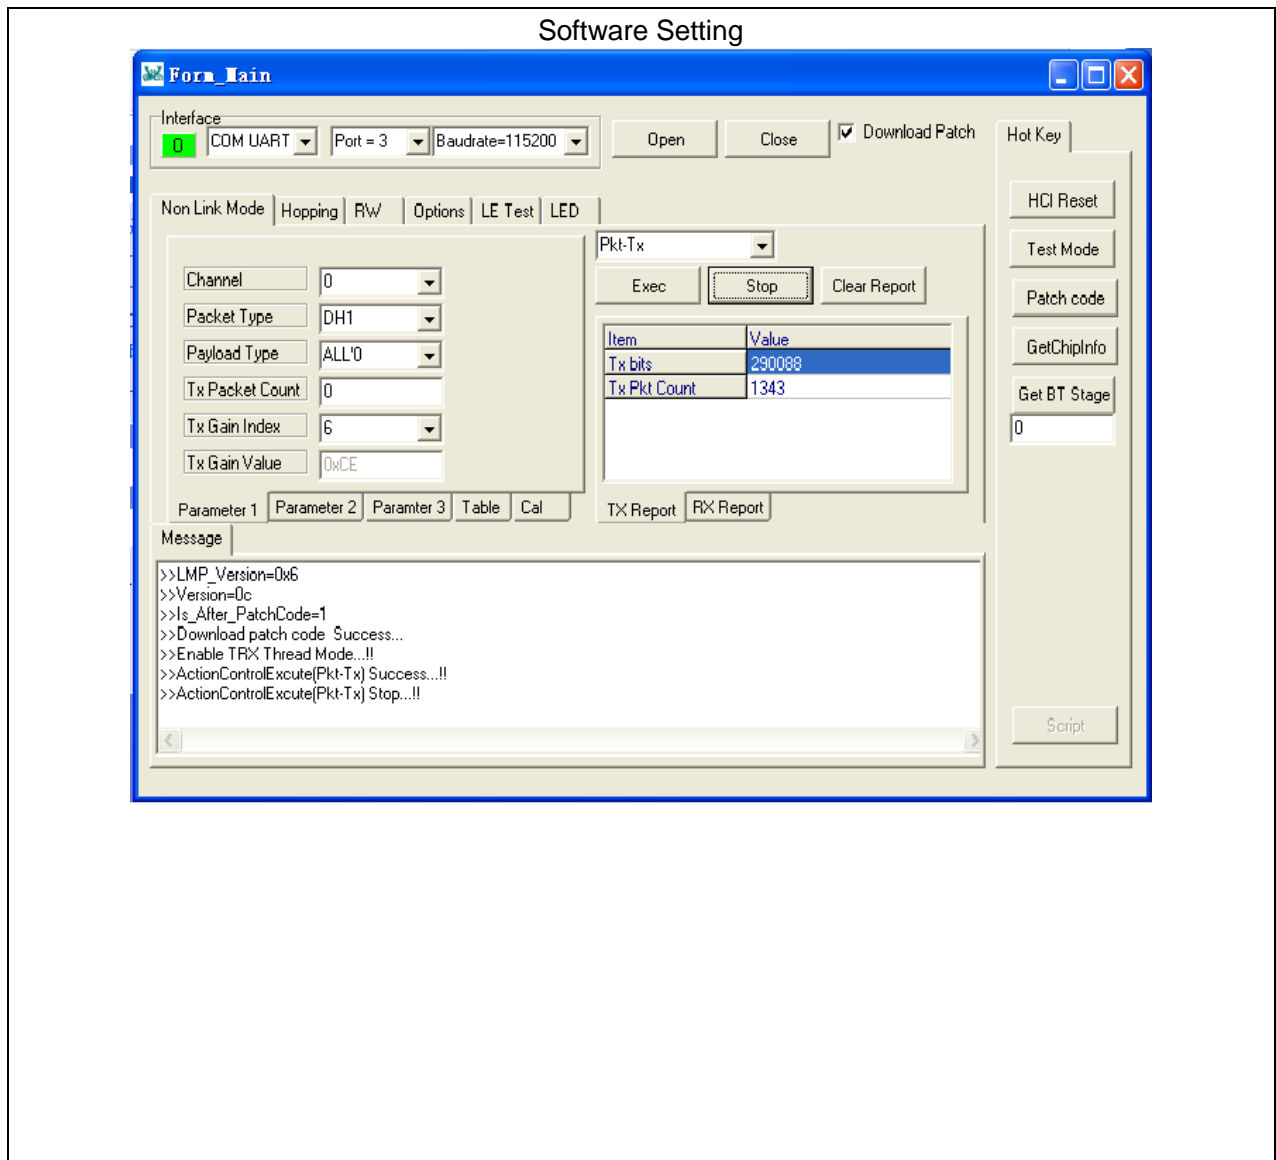 Software Setting
Form_Main
Interface
0 COM UART Port = 3 Baudrate=115200 Open Close Download Patch
Hot Key
Non Link Mode Hopping RW Options LE Test LED
Pkt-Tx
Exec Stop Clear Report
Channel 0
Packet Type DH1
Payload Type ALL'0
Tx Packet Count 0
Tx Gain Index 6
Tx Gain Value 0xCE
Parameter 1 Parameter 2 Paramter 3 Table Cal
Item Value
Tx bits 290088
Tx Pkt Count 1343
TX Report RX Report
HCI Reset
Test Mode
Patch code
GetChipInfo
Get BT Stage
0
Script
Message
>>LMP_Version=0x6
>>Version=0c
>>Is_After_PatchCode=1
>>Download patch code  Success...
>>Enable TRX Thread Mode...!!
>>ActionControlExcute(Pkt-Tx) Success...!!
>>ActionControlExcute(Pkt-Tx) Stop...!!